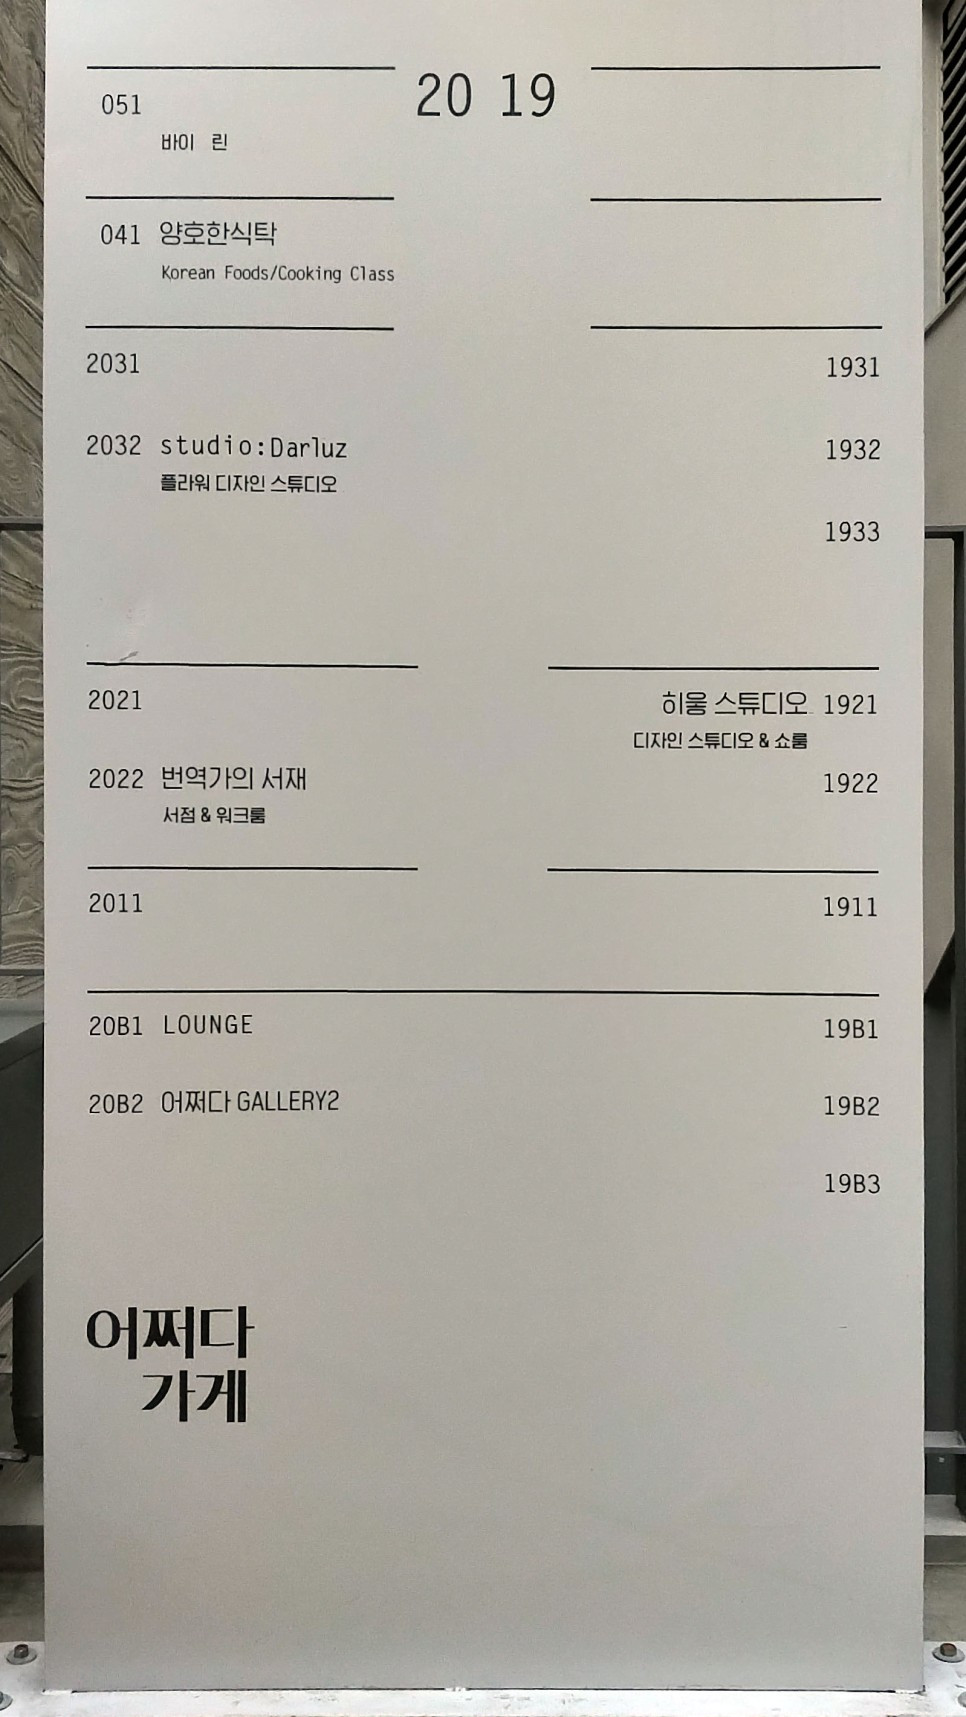 20 19
051
바이 린
041 양호한식탁
Korean Foods/Cooking Class
2031
1931
2032 studio:Darluz
1932
플라워 디자인 스튜디오
1933
2021
히웋 스튜디오 1921
디자인 스튜디오 & 쇼룸
2022 번역가의 서재
1922
서점 & 워크룸
2011
1911
20B1 LOUNGE
19B1
20B2 어쩌다 GALLERY2
19B2
19B3
어쩌다
가게